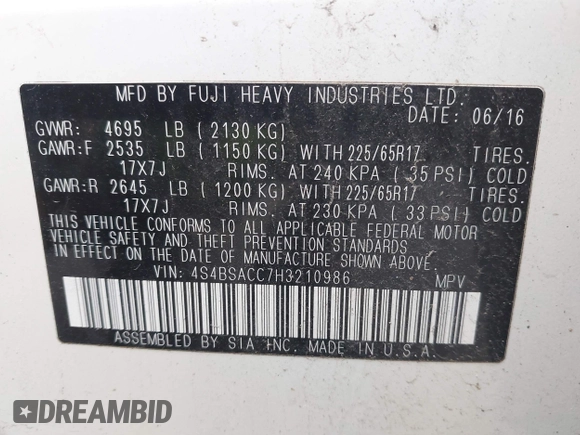 MFD BY FUJI HEAVY INDUSTRIES LTD.
DATE: 06/16
GVWR: 4695 LB ( 2130 KG)
GAWR:F 2535 LB ( 1150 KG) WITH 225/65R17 TIRES.
17X7J RIMS. AT 240 KPA ( 35 PSI) COLD
GAWR:R 2645 LB ( 1200 KG) WITH 225/65R17 TIRES.
17X7J RIMS. AT 230 KPA ( 33 PSI) COLD
THIS VEHICLE CONFORMS TO ALL APPLICABLE FEDERAL MOTOR
VEHICLE SAFETY AND THEFT PREVENTION STANDARDS
IN EFFECT ON THE DATE OF MANUFACTURE SHOWN ABOVE.
VIN: 4S4BSACC7H3210986 MPV
ASSEMBLED BY SIA INC. MADE IN U.S.A.
DREAMBID